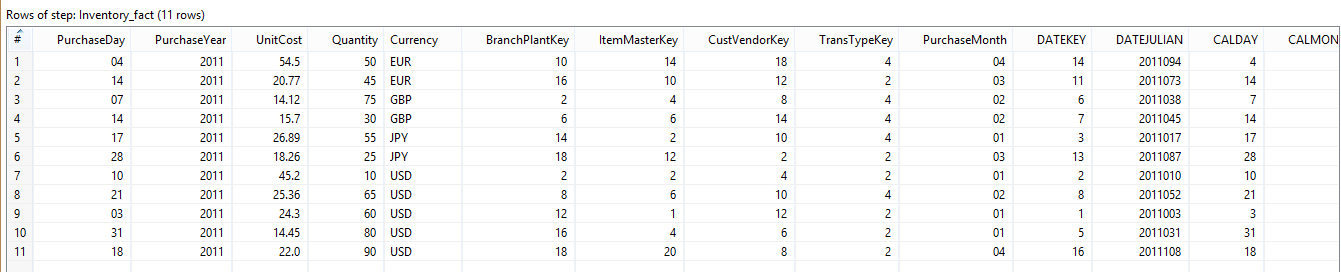 Rows of step: Inventory_fact (11 rows)
# PurchaseDay PurchaseYear UnitCost Quantity Currency BranchPlantKey ItemMasterKey CustVendorKey TransTypeKey PurchaseMonth DATEKEY DATEJULIAN CALDAY CALMON
1 04 2011 54.5 50 EUR 10 14 18 4 04 14 2011094 4
2 14 2011 20.77 45 EUR 16 10 12 2 03 11 2011073 14
3 07 2011 14.12 75 GBP 2 4 8 4 02 6 2011038 7
4 14 2011 15.7 30 GBP 6 6 14 4 02 7 2011045 14
5 17 2011 26.89 55 JPY 14 2 10 4 01 3 2011017 17
6 28 2011 18.26 25 JPY 18 12 2 2 03 13 2011087 28
7 10 2011 45.2 10 USD 2 2 4 2 01 2 2011010 10
8 21 2011 25.36 65 USD 8 6 10 4 02 8 2011052 21
9 03 2011 24.3 60 USD 12 1 12 2 01 1 2011003 3
10 31 2011 14.45 80 USD 16 4 6 2 01 5 2011031 31
11 18 2011 22.0 90 USD 18 20 8 2 04 16 2011108 18